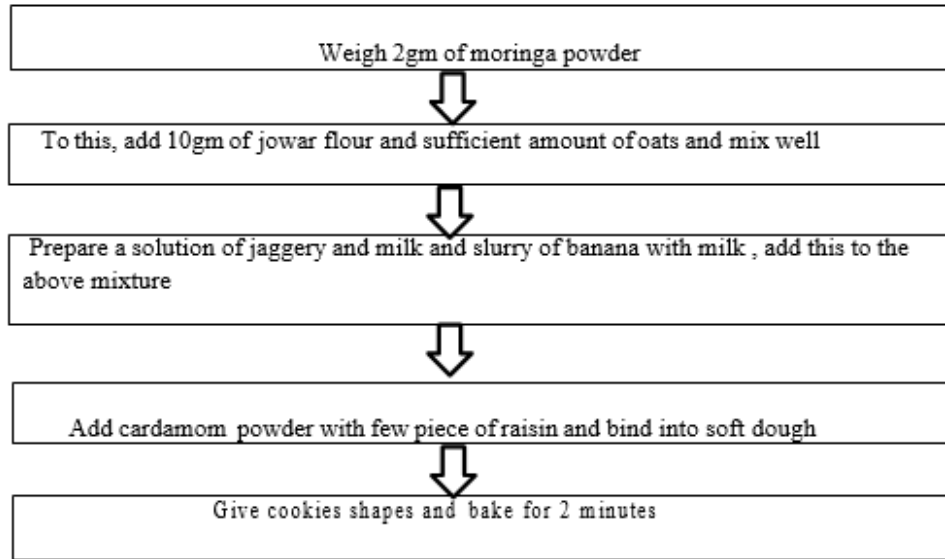 Weigh 2gm of moringa powder
To this, add 10gm of jowar flour and sufficient amount of oats and mix well
Prepare a solution of jaggery and milk and slurry of banana with milk , add this to the
above mixture
Add cardamom powder with few piece of raisin and bind into soft dough
Give cookies shapes and bake for 2 minutes